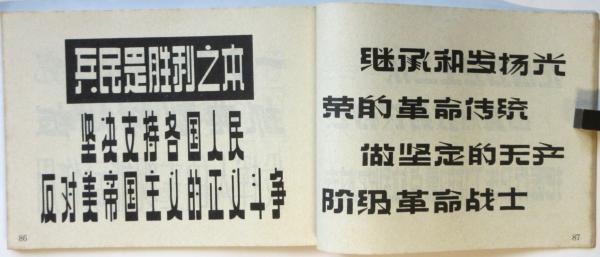 兵民是胜利之本
坚决支持各国人民
反对美帝国主义的正义斗争
86
继承和发扬光
荣的革命传统
做坚定的无产
阶级革命战士
87